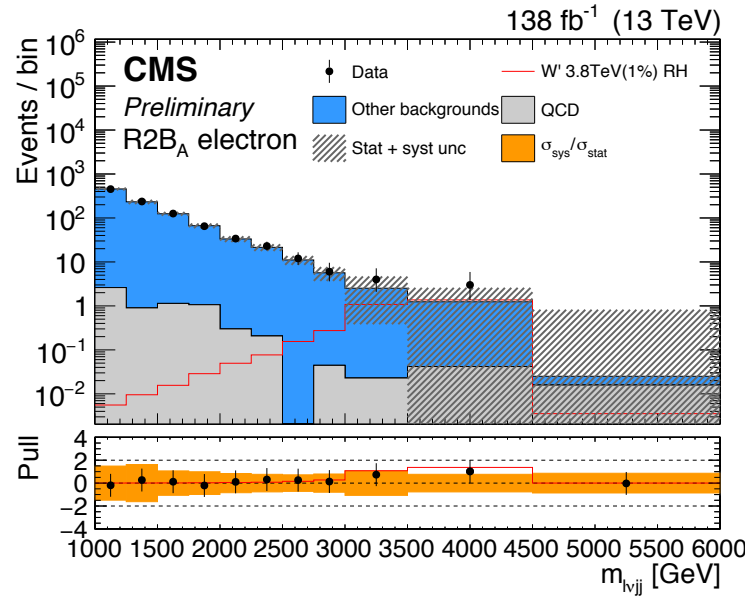 138 fb⁻¹ (13 TeV)
Events / bin
10⁶
10⁵
10⁴
10³
10²
10
1
10⁻¹
10⁻²
CMS
Preliminary
R2B_A electron
Data
W' 3.8TeV(1%) RH
Other backgrounds
QCD
Stat + syst unc
σ_sys/σ_stat
Pull
4
2
0
−2
−4
1000 1500 2000 2500 3000 3500 4000 4500 5000 5500 6000
m_lνjj [GeV]